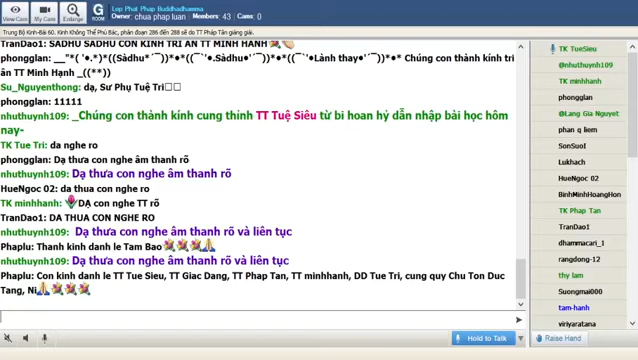 View Cam
My Cam
Enlarge
G
ROOM
Lop Phat Phap Buddhadhamma
Owner: chua phap luan / Members: 43 / Cams: 0
Trung Bộ Kinh-Bài 60. Kinh Không Thể Phủ Bác, phân đoạn 286 đến 288 sẽ do TT Pháp Tân giảng giải.
TranDao1: SADHU SADHU CON KINH TRI AN TT MINH HANH
phongglan: __"*( '•.*)*((Sàdhu*´¯`)*•*((¯`'•.Sàdhu•'´¯)*•*((¯`'•Lành thay•'´¯)*•* Chúng con thành kính tri
ân TT Minh Hạnh _((**))
Su_Nguyenthong: dạ, Sư Phụ Tuệ Tri
phongglan: 11111
nhuthuynh109: _Chúng con thành kính cung thỉnh TT Tuệ Siêu từ bi hoan hỷ dẫn nhập bài học hôm
nay-
TK Tue Tri: da nghe ro
phongglan: Dạ thưa con nghe âm thanh rõ
nhuthuynh109: Dạ thưa con nghe âm thanh rõ
HueNgoc 02: da thua con nghe ro
TK minhhanh: DẠ con nghe TT rõ
TranDao1: DA THUA CON NGHE RO
nhuthuynh109: Dạ thưa con nghe âm thanh rõ và liên tục
Phaplu: Thanh kinh danh le Tam Bao
nhuthuynh109: Dạ thưa con nghe âm thanh rõ và liên tục
Phaplu: Con kinh danh le TT Tue Sieu, TT Giac Dang, TT Phap Tan, TT minhhanh, DD Tue Tri, cung quy Chu Ton Duc
Tang, Ni
Hold to Talk
Raise Hand
TK TueSieu
@nhuthuynh109
TK minhhanh
phongglan
@Lang Gia Nguyet
phan q liem
SonSuoI
Lukhach
HueNgoc 02
BinhMinhHoangHon
TK Phap Tan
TranDao1
dhammacari_1
rangdong-12
thy lam
Suongmai000
tam-hanh
viriyaratana